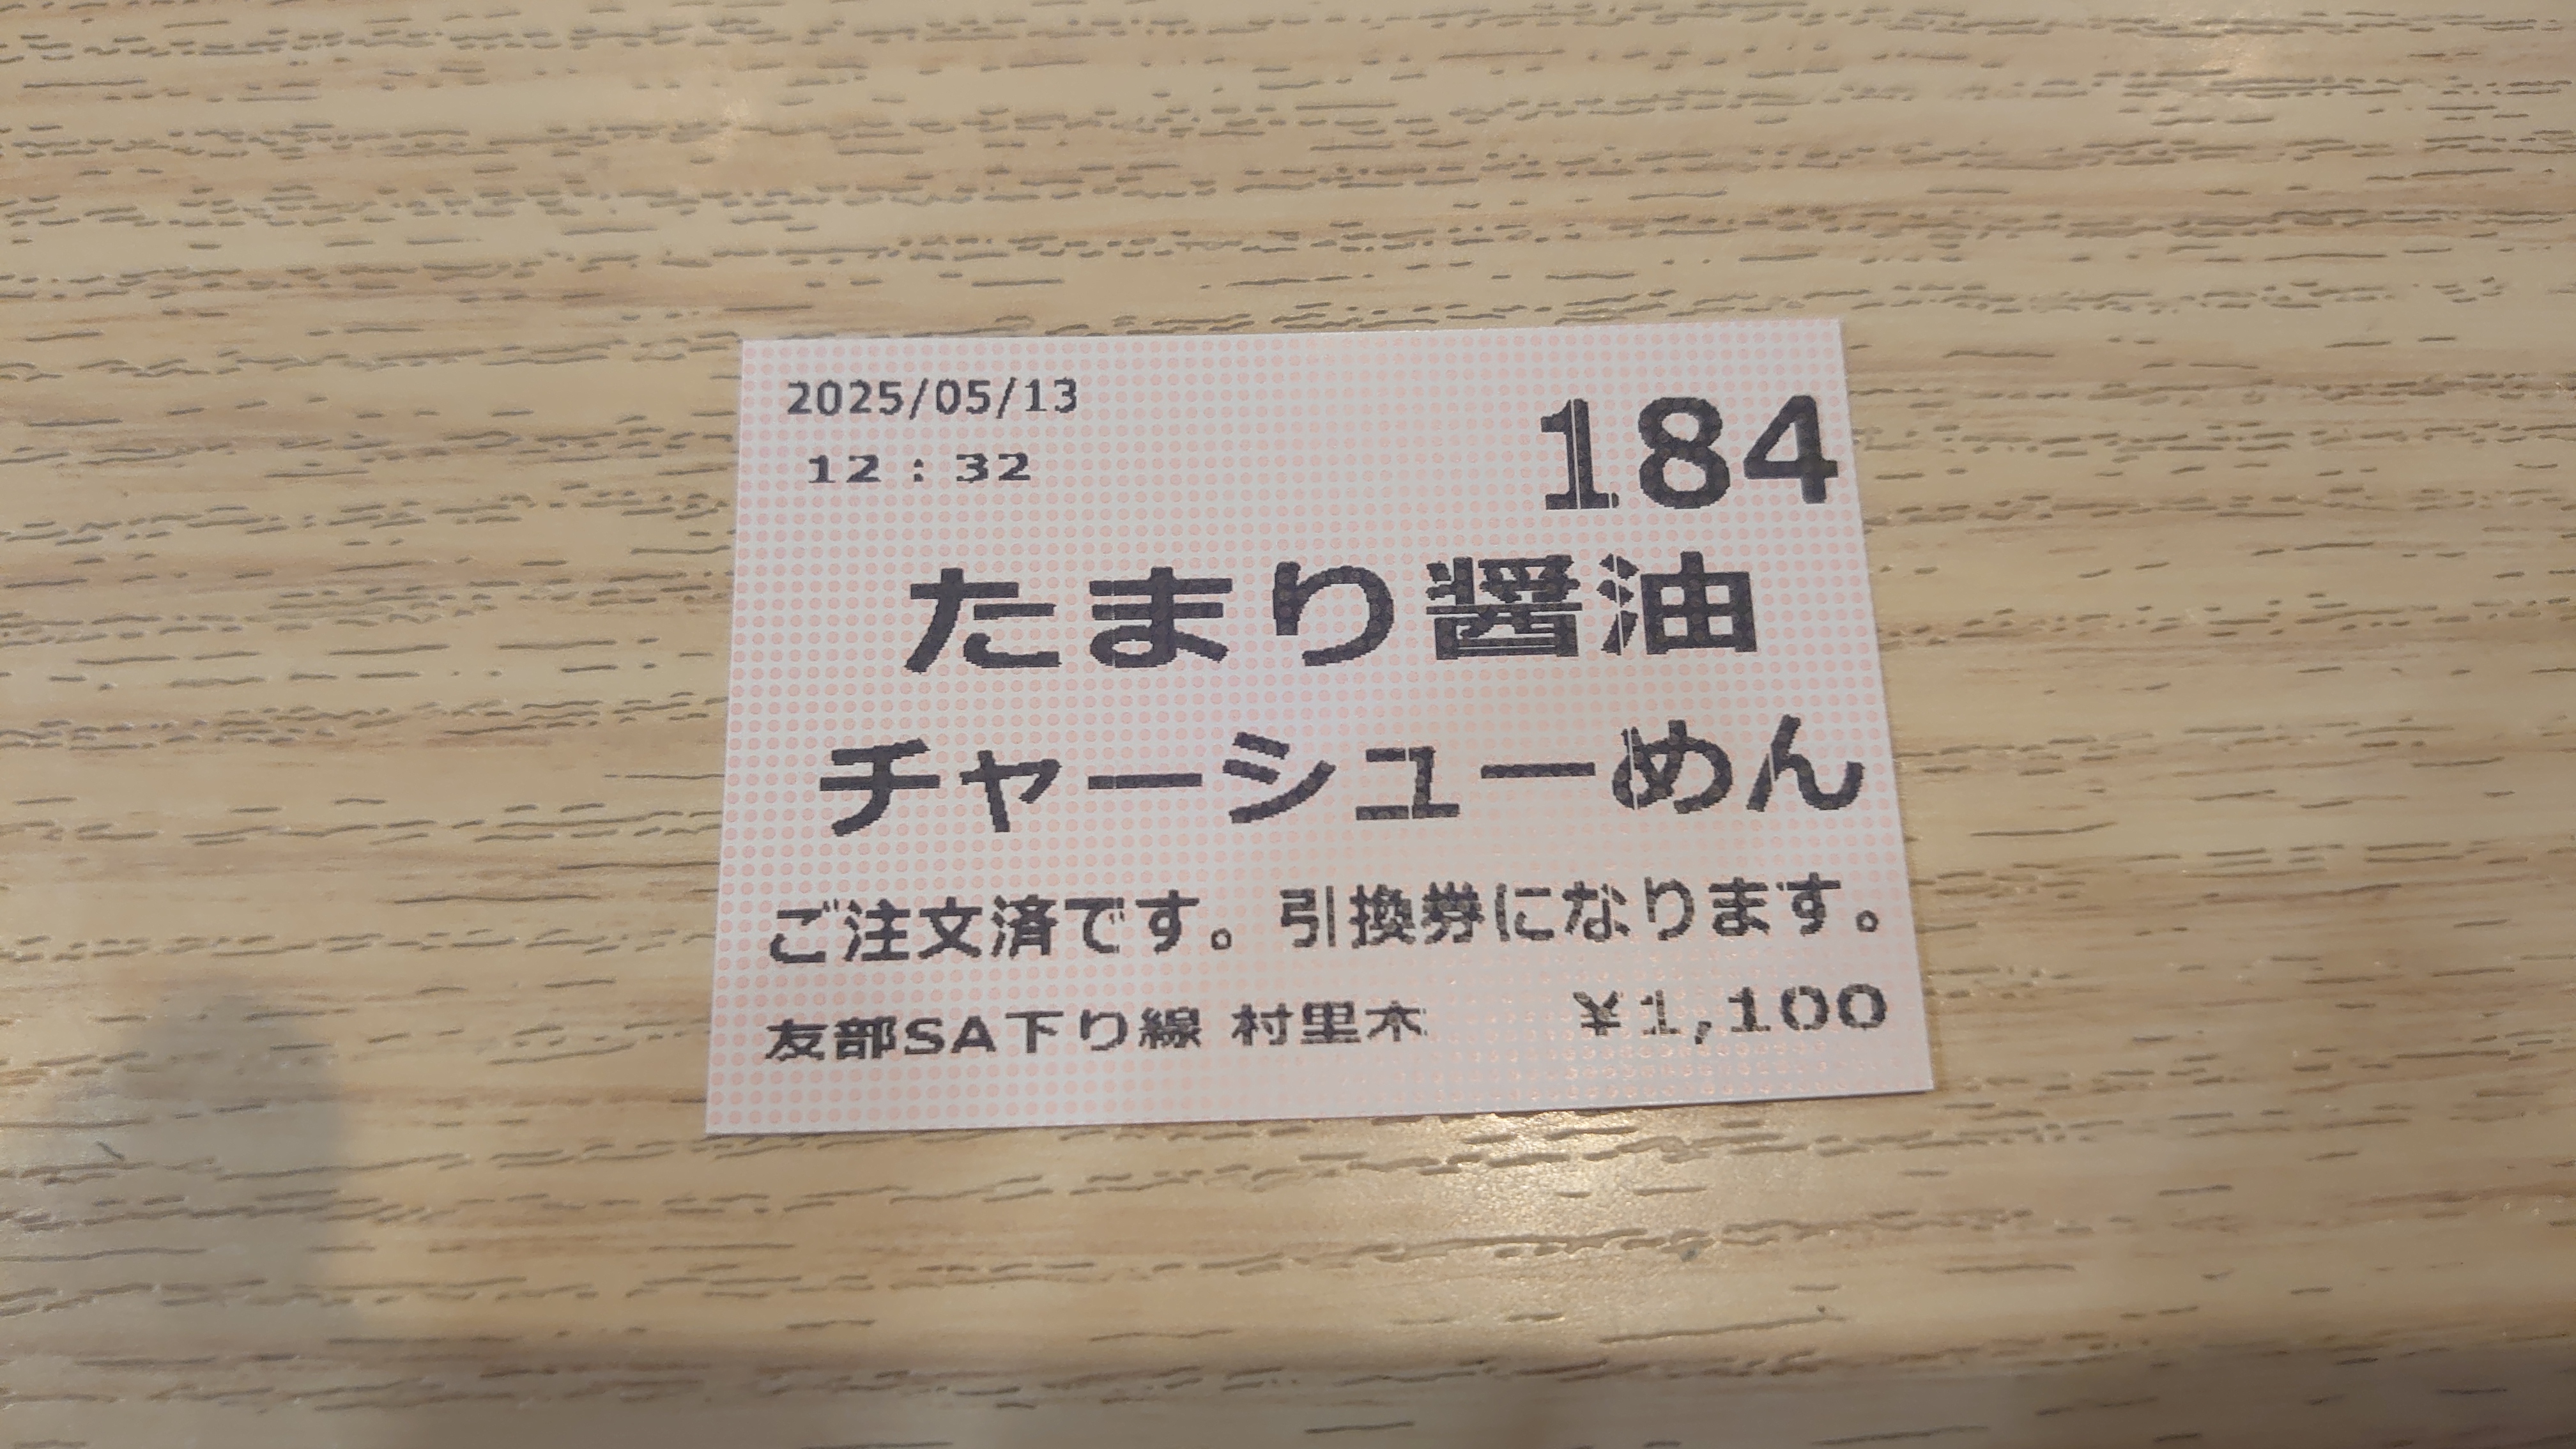 2025/05/13
184
12:32
たまり醤油
チャーシューめん
ご注文済です。引換券になります。
友部SA下り線 村里木 ¥1,100